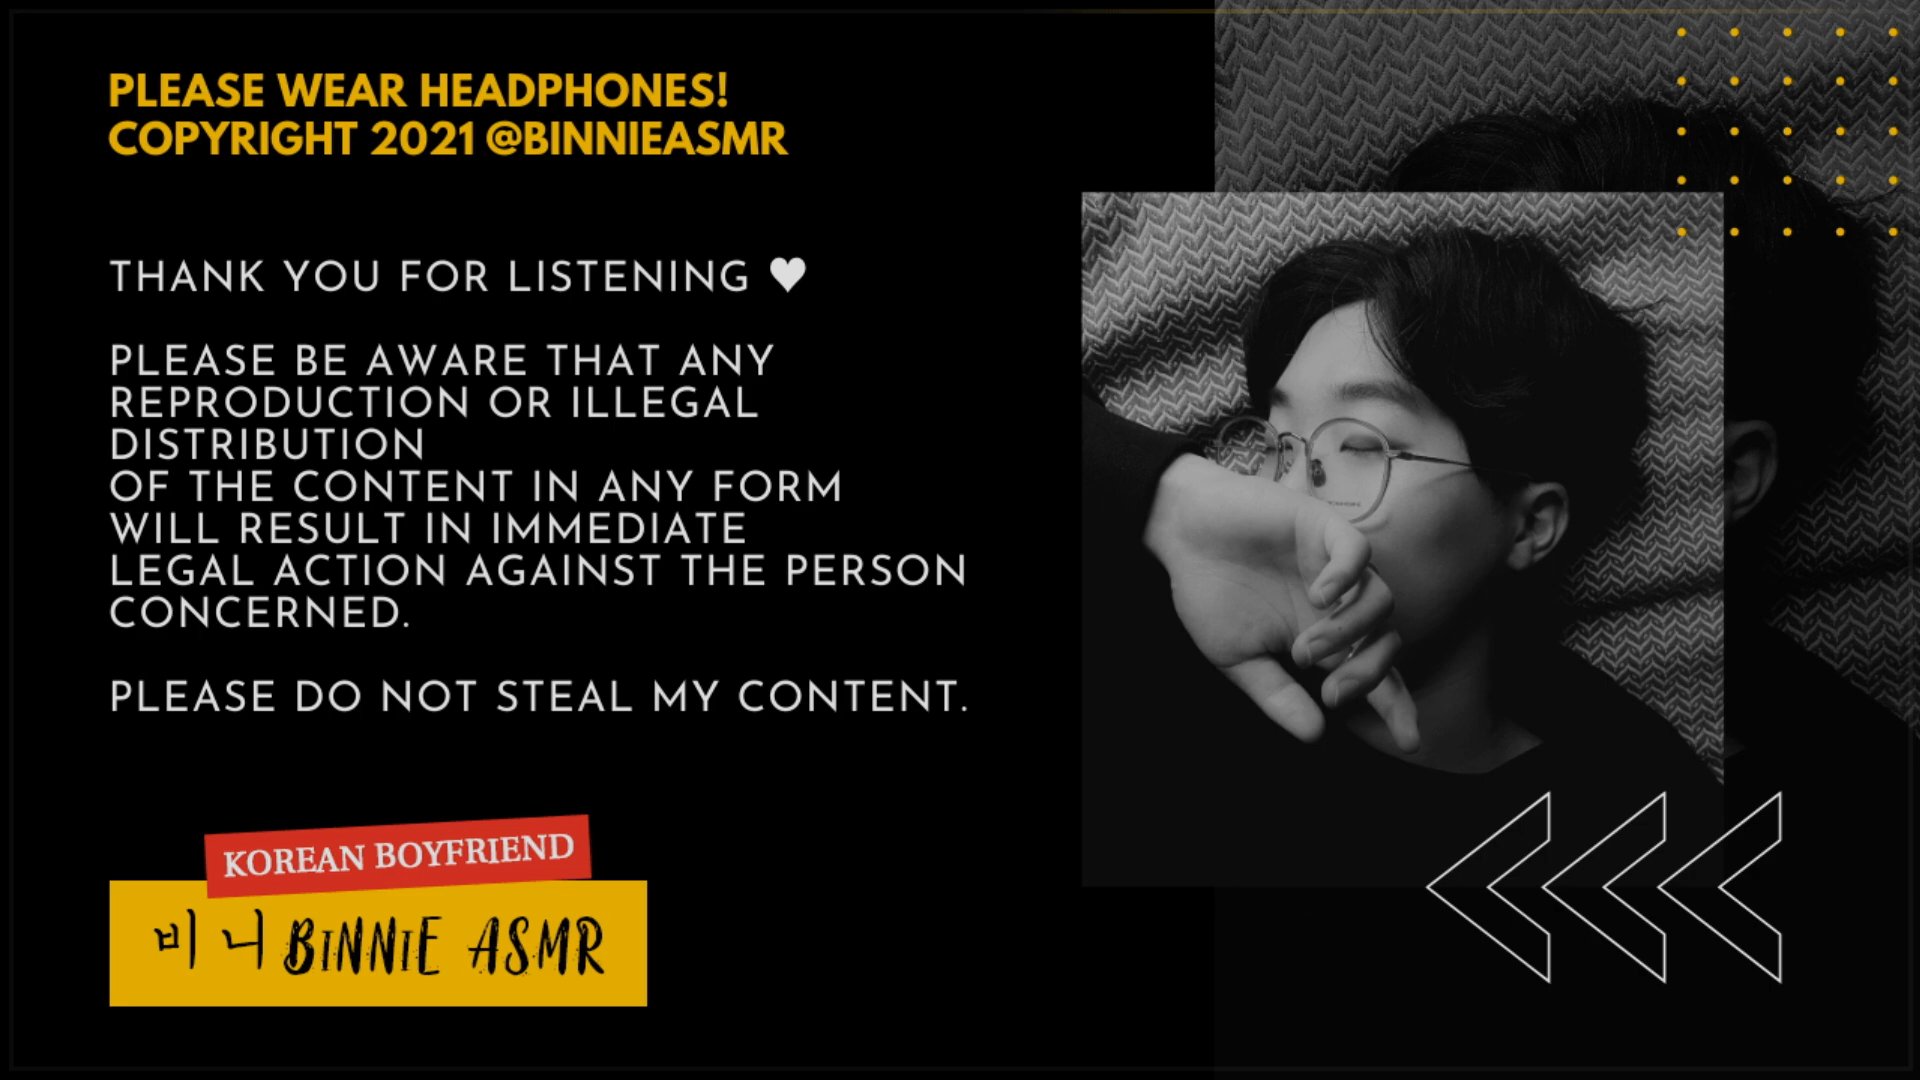 PLEASE WEAR HEADPHONES!
COPYRIGHT 2021 @BINNIEASMR
THANK YOU FOR LISTENING ♥
PLEASE BE AWARE THAT ANY
REPRODUCTION OR ILLEGAL
DISTRIBUTION
OF THE CONTENT IN ANY FORM
WILL RESULT IN IMMEDIATE
LEGAL ACTION AGAINST THE PERSON
CONCERNED.
PLEASE DO NOT STEAL MY CONTENT.
KOREAN BOYFRIEND
비니 BINNIE ASMR